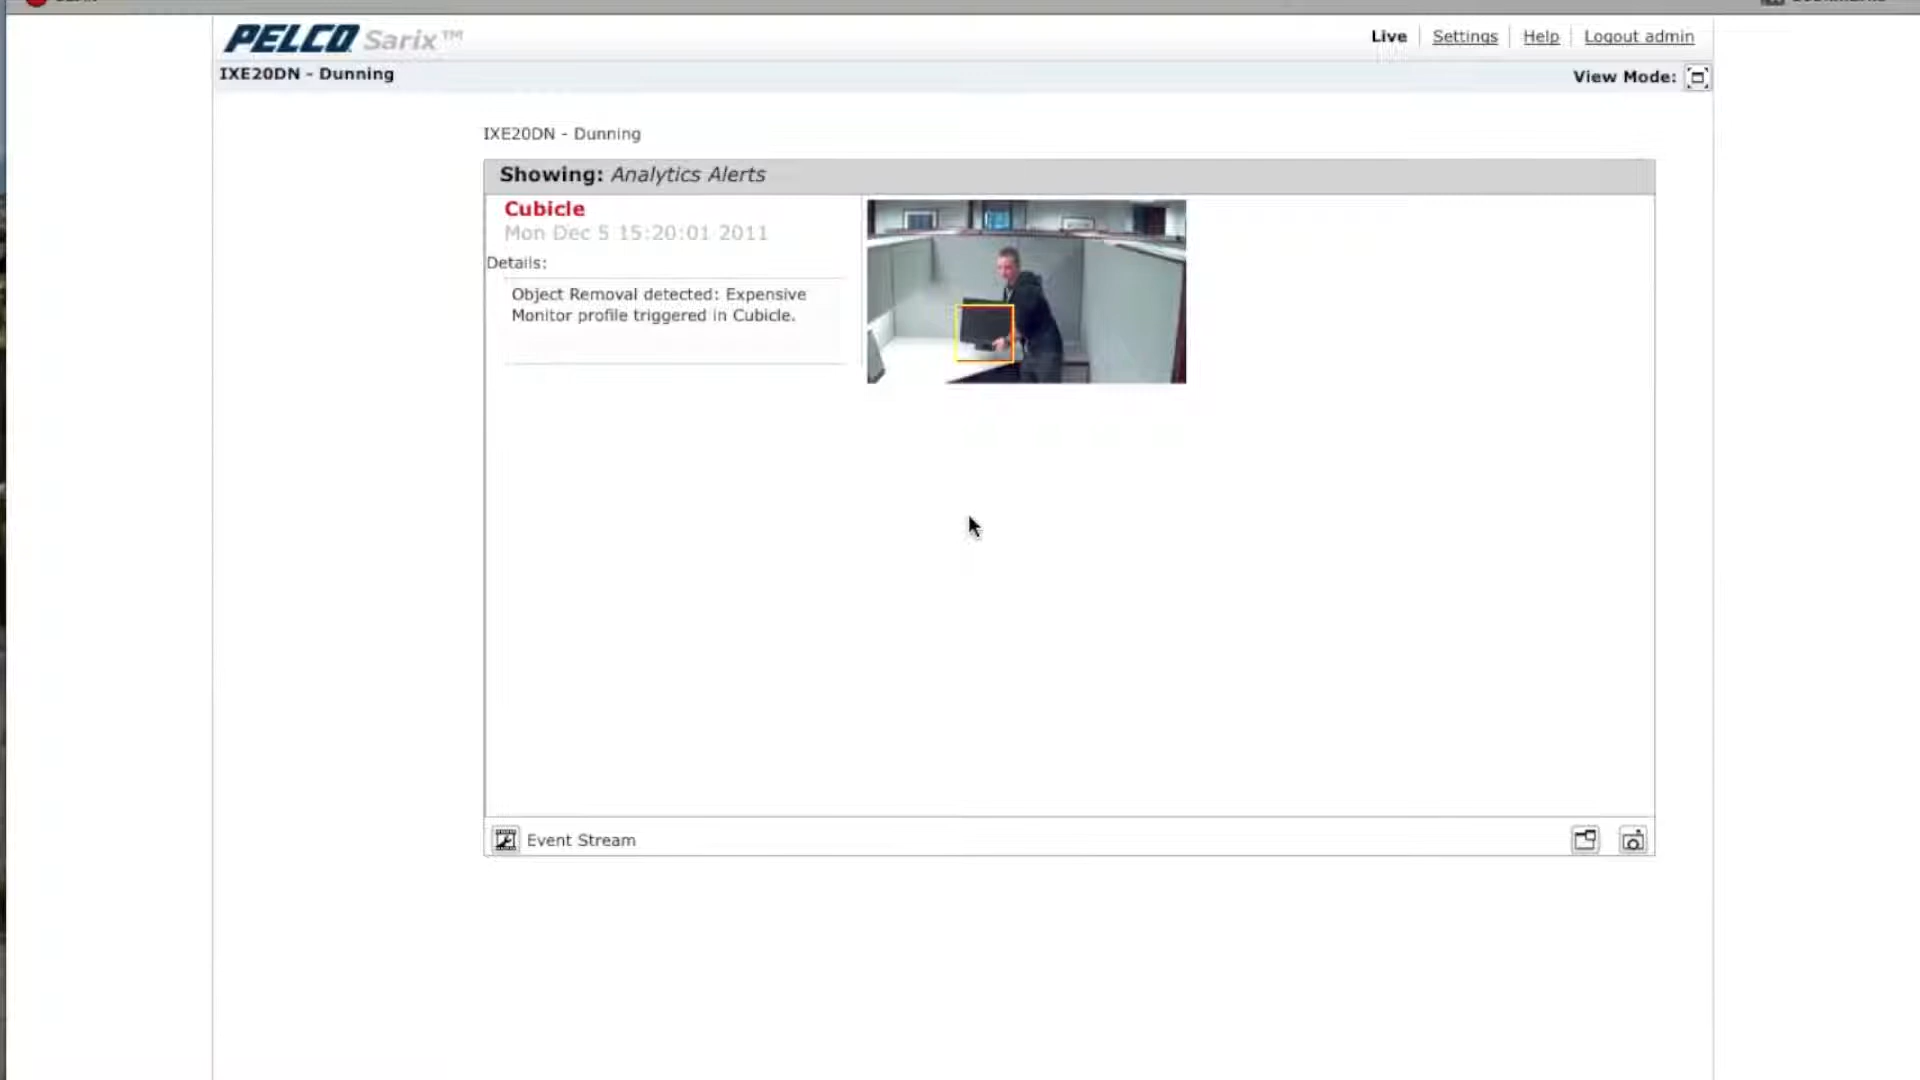 PELCO Sarix™
Live Settings Help Logout admin
IXE20DN - Dunning
View Mode:
IXE20DN - Dunning
Showing: Analytics Alerts
Cubicle
Mon Dec 5 15:20:01 2011
Details:
Object Removal detected: Expensive
Monitor profile triggered in Cubicle.
Event Stream